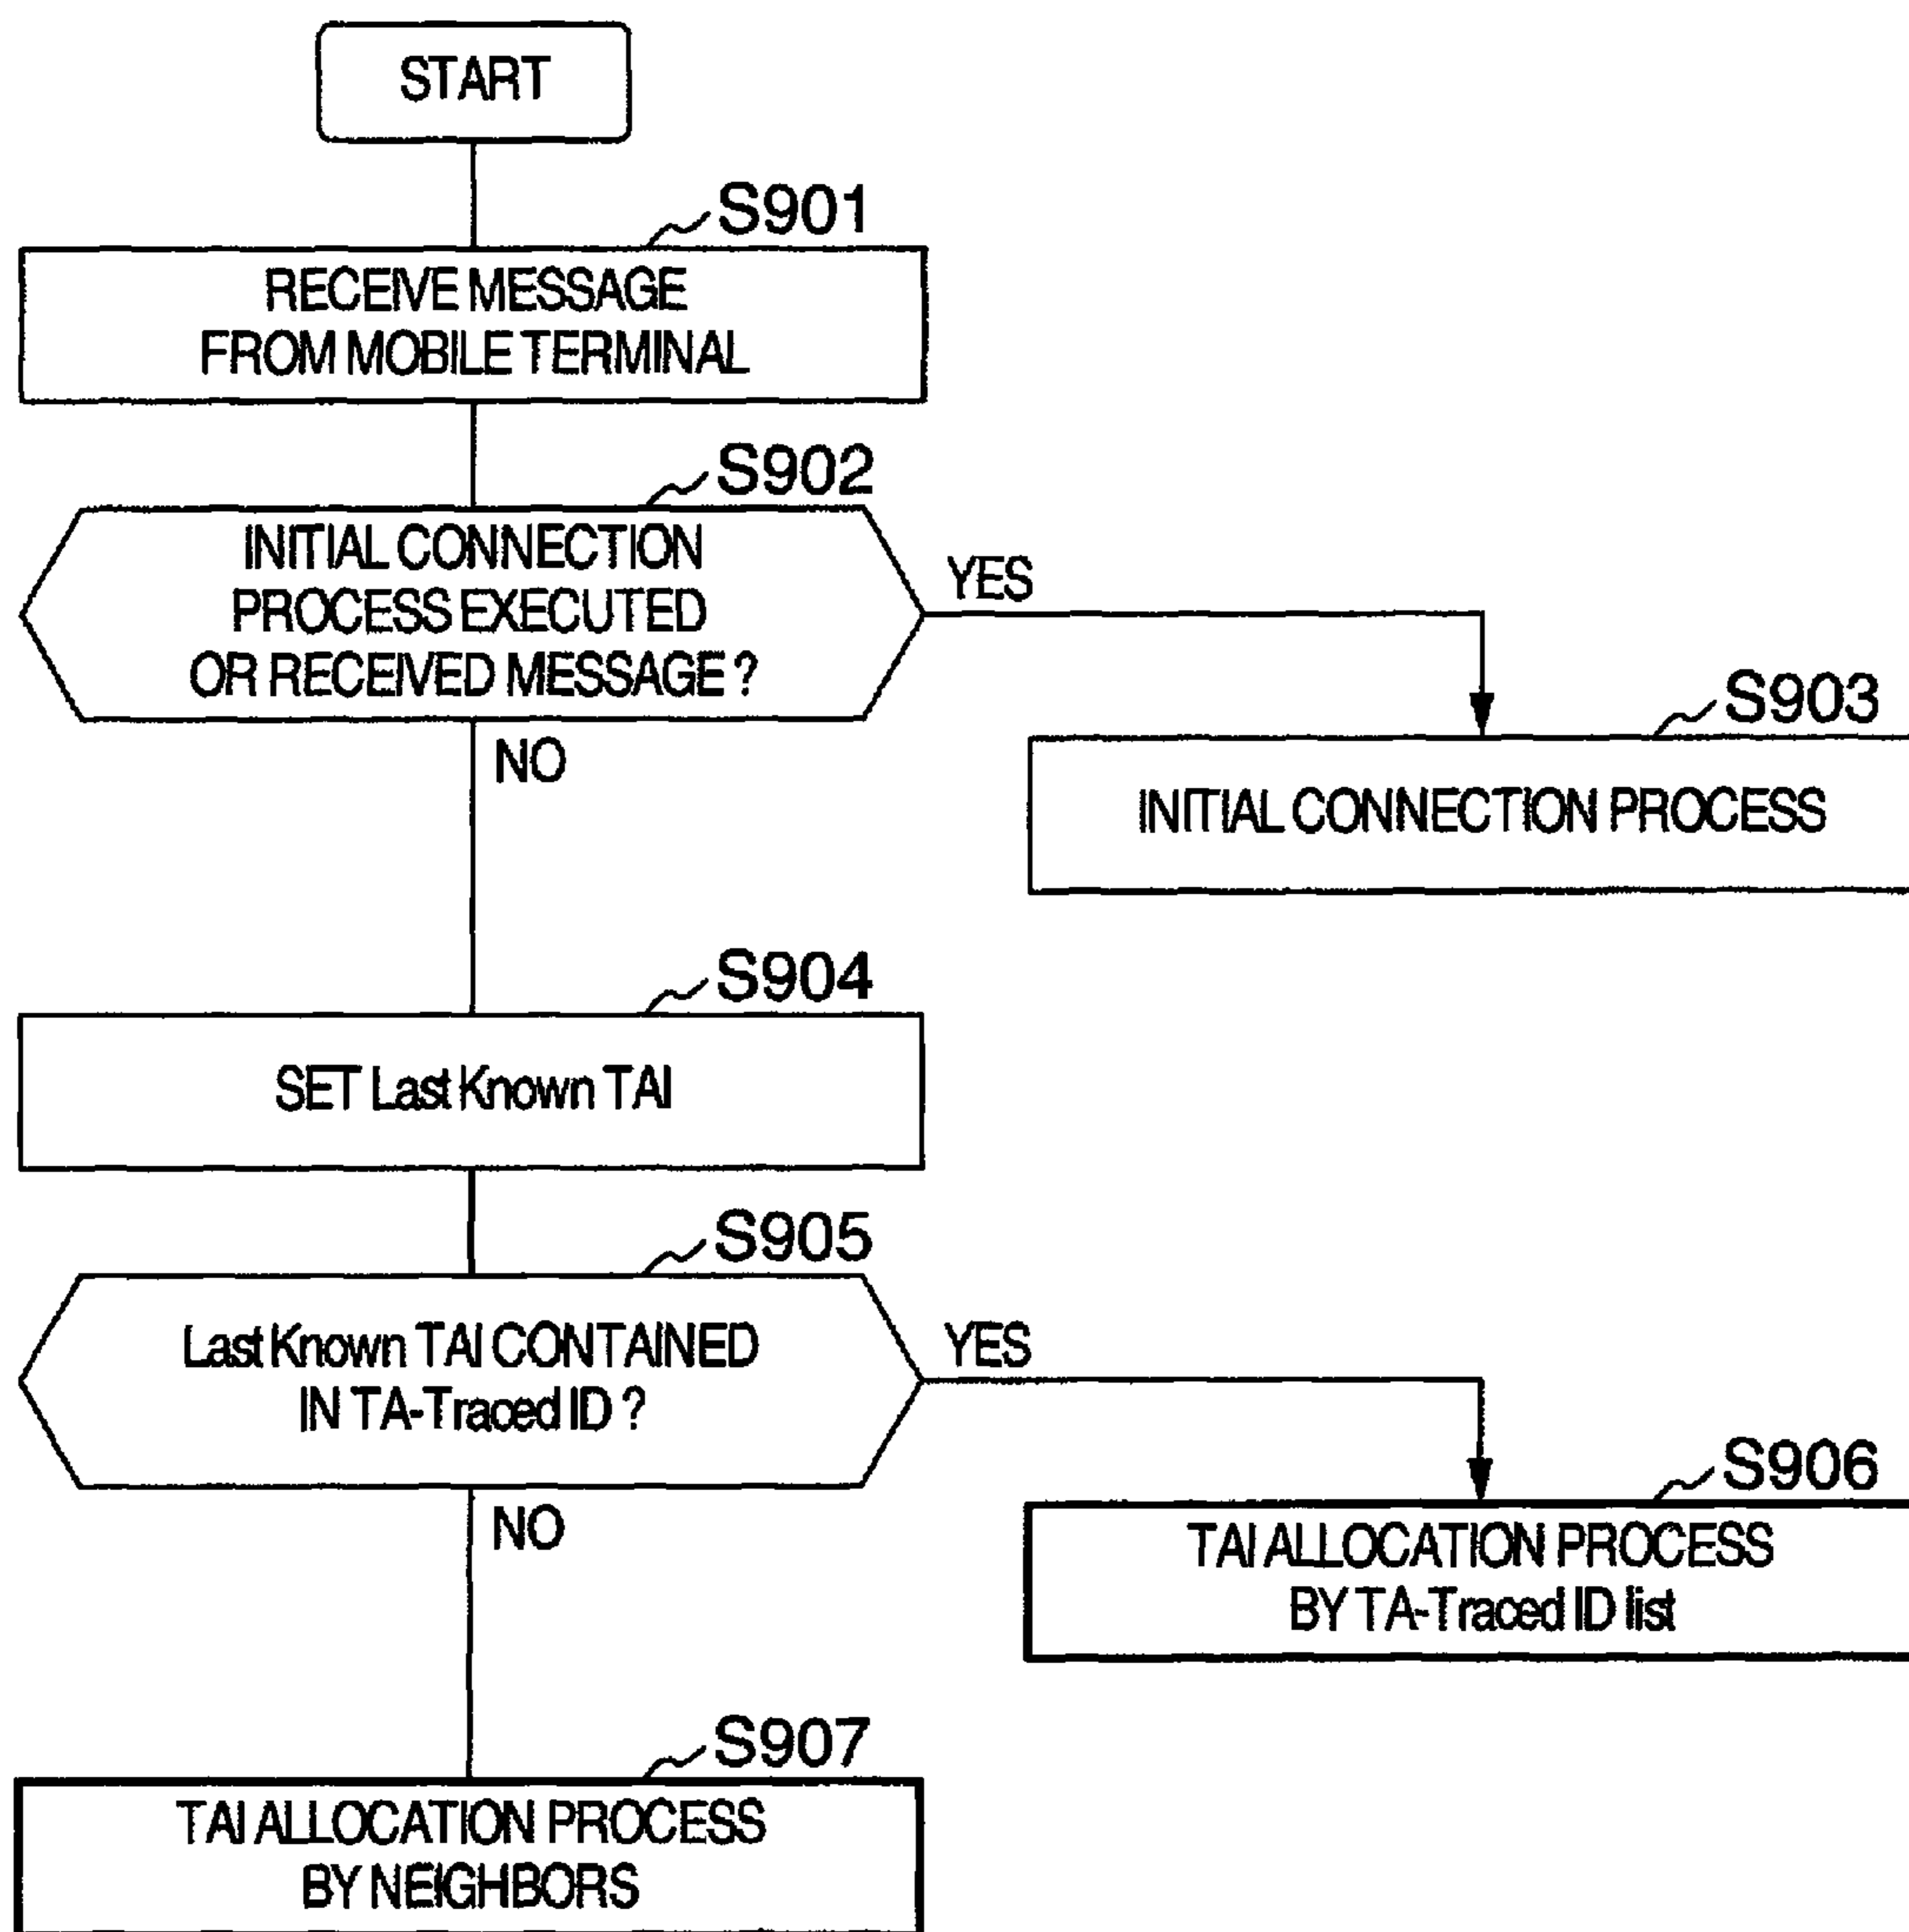 START
S901
RECEIVE MESSAGE
FROM MOBILE TERMINAL
S902
INITIAL CONNECTION
PROCESS EXECUTED
OR RECEIVED MESSAGE ?
YES
NO
S903
INITIAL CONNECTION PROCESS
S904
SET Last Known TAI
S905
Last Known TAI CONTAINED
IN TA-Traced ID ?
YES
NO
S906
TAI ALLOCATION PROCESS
BY TA-Traced ID list
S907
TAI ALLOCATION PROCESS
BY NEIGHBORS